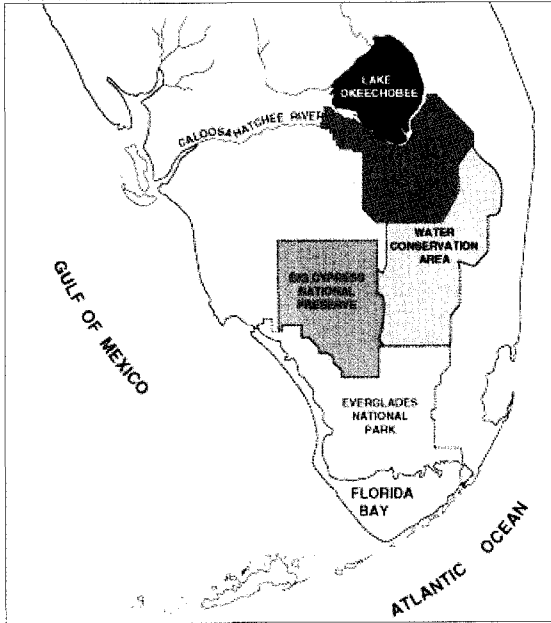 LAKE
OKEECHOBEE
CALOOSAHATCHEE RIVER
WATER
CONSERVATION
AREA
BIG CYPRESS
NATIONAL
PRESERVE
GULF OF MEXICO
EVERGLADES
NATIONAL
PARK
FLORIDA
BAY
ATLANTIC OCEAN